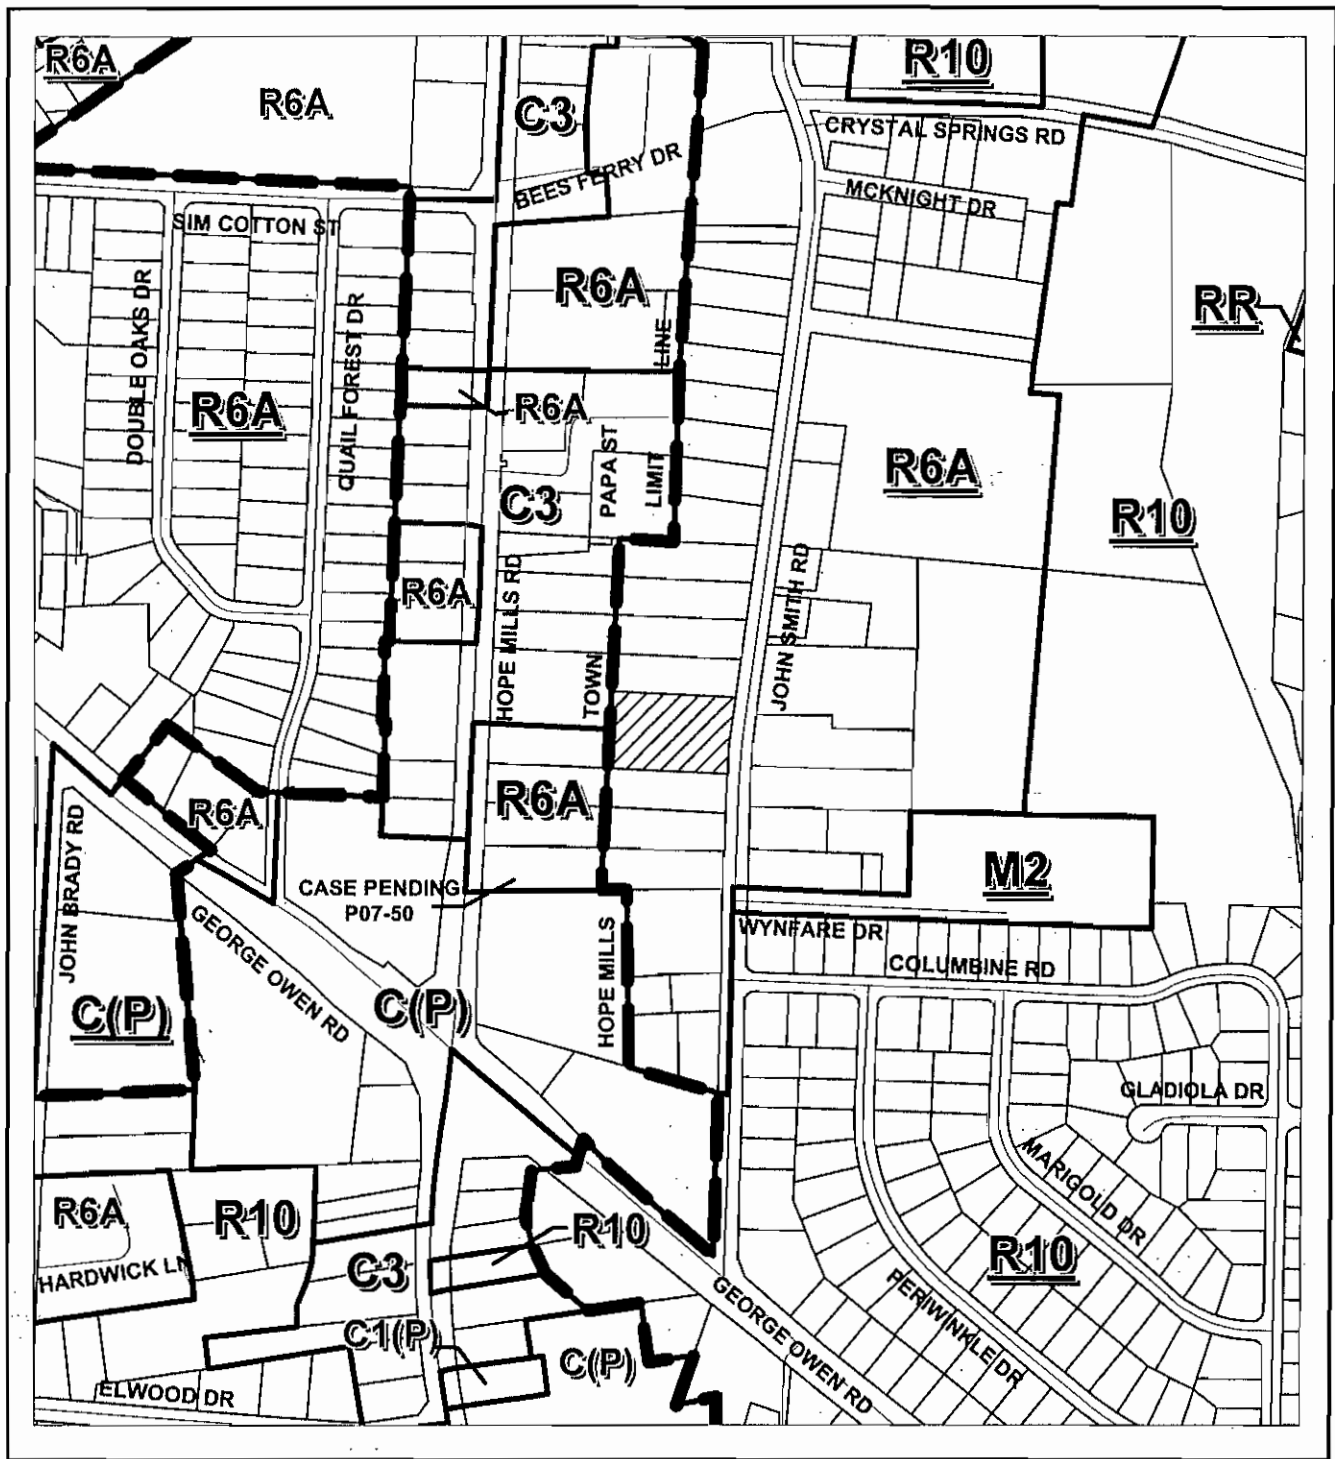 R6A
R6A
C3
R10
CRYSTAL SPRINGS RD
BEES FERRY DR
MCKNIGHT DR
SIM COTTON ST
R6A
RR
DOUBLE OAKS DR
QUAIL FOREST DR
LINE
R6A
R6A
R6A
C3
PAPA ST
LIMIT
R10
R6A
HOPE MILLS RD
JOHN SMITH RD
TOWN
R6A
R6A
M2
JOHN BRADY RD
CASE PENDING
P07-50
GEORGE OWEN RD
HOPE MILLS
WYNFARE DR
COLUMBINE RD
C(P)
C(P)
GLADIOLA DR
MARIGOLD DR
R6A
R10
R10
R10
HARDWICK LN
C3
PERIWINKLE DR
GEORGE OWEN RD
C1(P)
C(P)
ELWOOD DR